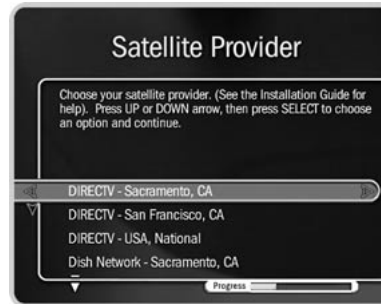 Satellite Provider
Choose your satellite provider. (See the Installation Guide for
help). Press UP or DOWN arrow, then press SELECT to choose
an option and continue.
DIRECTV - Sacramento, CA
DIRECTV - San Francisco, CA
DIRECTV - USA, National
Dish Network - Sacramento, CA
Progress